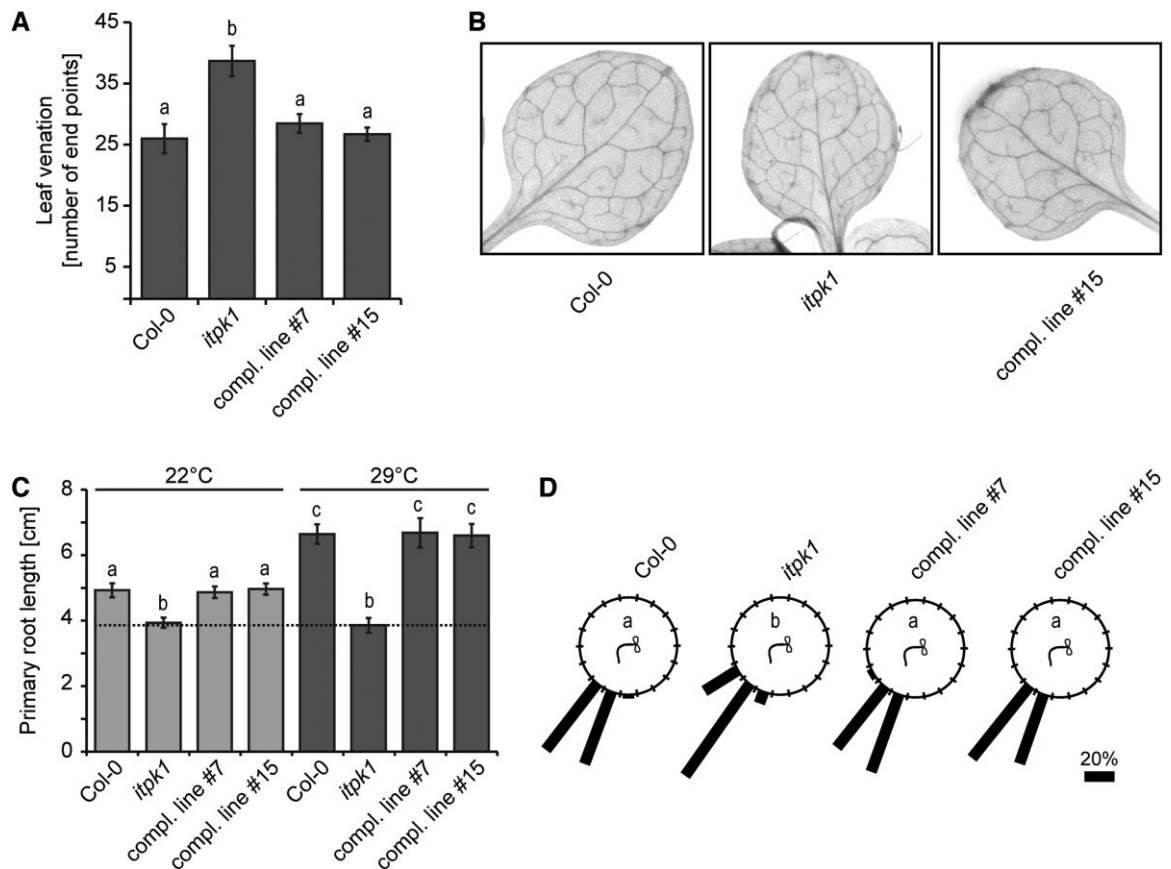 A
Leaf venation
[number of end points]
45
35
25
15
5
a
b
a
a
Col-0
itpk1
compl. line #7
compl. line #15
B
Col-0
itpk1
compl. line #15
C
22°C
29°C
Primary root length [cm]
8
6
4
2
0
a
b
a
a
c
b
c
c
Col-0
itpk1
compl. line #7
compl. line #15
Col-0
itpk1
compl. line #7
compl. line #15
D
Col-0
itpk1
compl. line #7
compl. line #15
a
b
a
a
20%